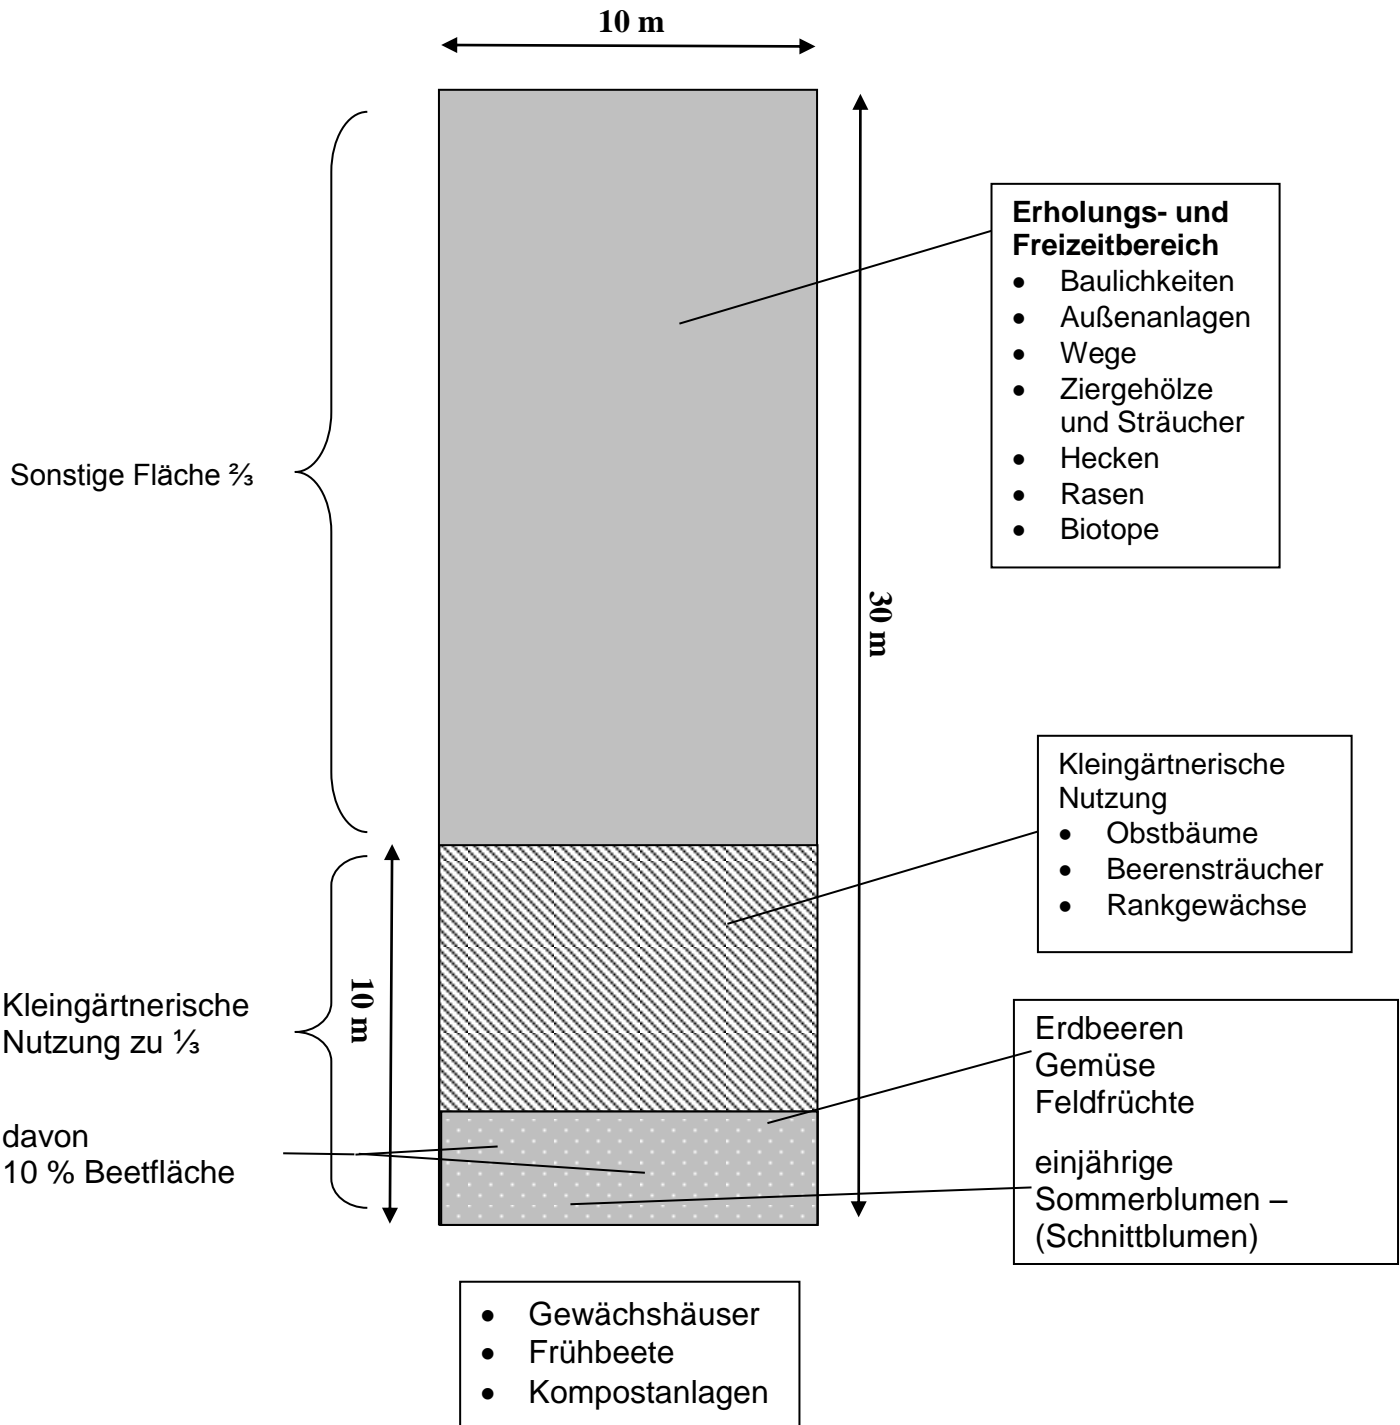 10 m
Erholungs- und
Freizeitbereich
• Baulichkeiten
• Außenanlagen
• Wege
• Ziergehölze
und Sträucher
• Hecken
• Rasen
• Biotope
Sonstige Fläche ⅔
30 m
Kleingärtnerische
Nutzung
• Obstbäume
• Beerensträucher
• Rankgewächse
Kleingärtnerische
Nutzung zu ⅓
10 m
davon
10 % Beetfläche
Erdbeeren
Gemüse
Feldfrüchte
einjährige
Sommerblumen –
(Schnittblumen)
• Gewächshäuser
• Frühbeete
• Kompostanlagen